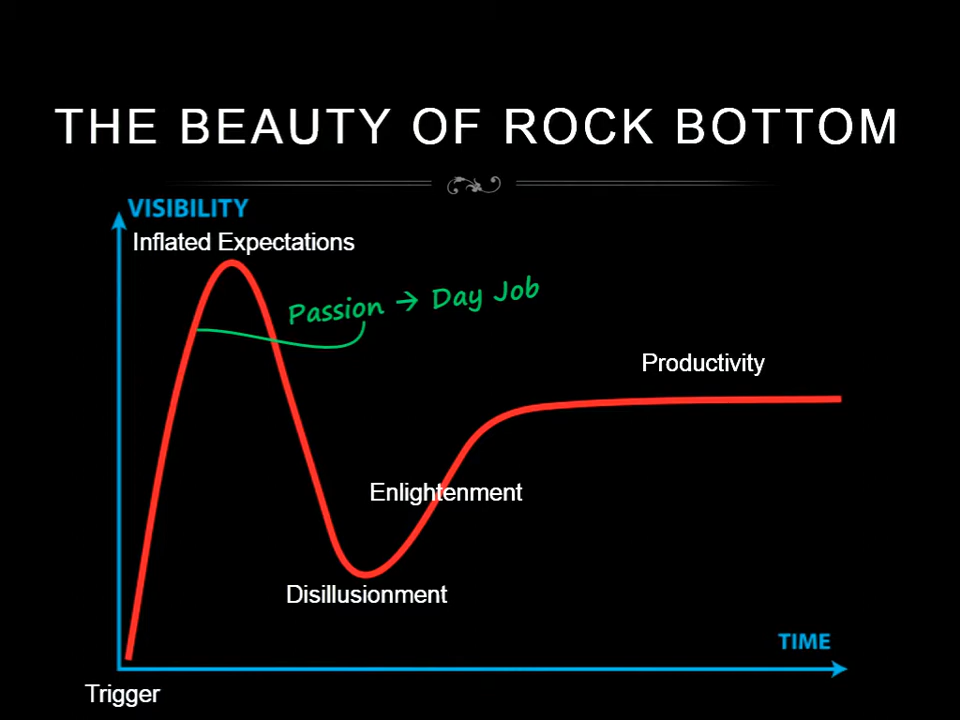 THE BEAUTY OF ROCK BOTTOM
VISIBILITY
Inflated Expectations
Passion → Day Job
Productivity
Enlightenment
Disillusionment
TIME
Trigger